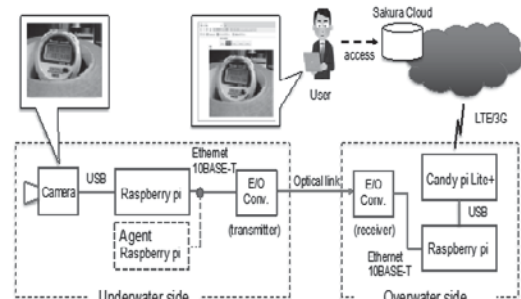 Sakura Cloud
access
User
LTE/3G
Ethernet
10BASE-T
Camera
USB
Raspberry pi
E/O
Conv.
(transmitter)
Agent
Raspberry pi
Underwater side
Optical link
E/O
Conv.
(receiver)
Candy pi Lite+
USB
Raspberry pi
Ethernet
10BASE-T
Overwater side